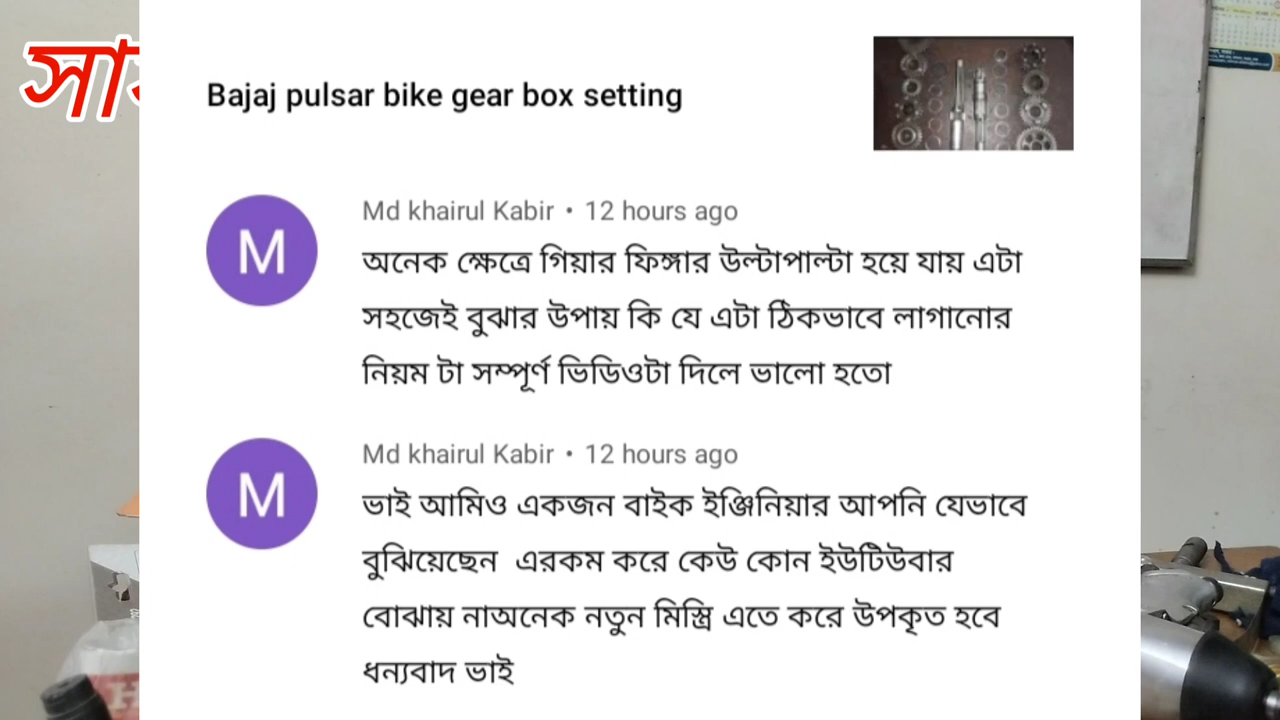 Bajaj pulsar bike gear box setting
M
Md khairul Kabir • 12 hours ago
অনেক ক্ষেত্রে গিয়ার ফিঙ্গার উল্টাপাল্টা হয়ে যায় এটা
সহজেই বুঝার উপায় কি যে এটা ঠিকভাবে লাগানোর
নিয়ম টা সম্পূর্ণ ভিডিওটা দিলে ভালো হতো
M
Md khairul Kabir • 12 hours ago
ভাই আমিও একজন বাইক ইঞ্জিনিয়ার আপনি যেভাবে
বুঝিয়েছেন এরকম করে কেউ কোন ইউটিউবার
বোঝায় নাঅনেক নতুন মিস্ত্রি এতে করে উপকৃত হবে
ধন্যবাদ ভাই